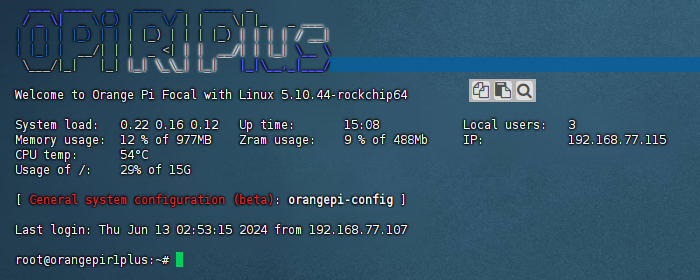 OPi R1 Plus
Welcome to Orange Pi Focal with Linux 5.10.44-rockchip64
System load: 0.22 0.16 0.12 Up time: 15:08 Local users: 3
Memory usage: 12 % of 977MB Zram usage: 9 % of 488Mb IP: 192.168.77.115
CPU temp: 54°C
Usage of /: 29% of 15G
[ General system configuration (beta): orangepi-config ]
Last login: Thu Jun 13 02:53:15 2024 from 192.168.77.107
root@orangepir1plus:~#